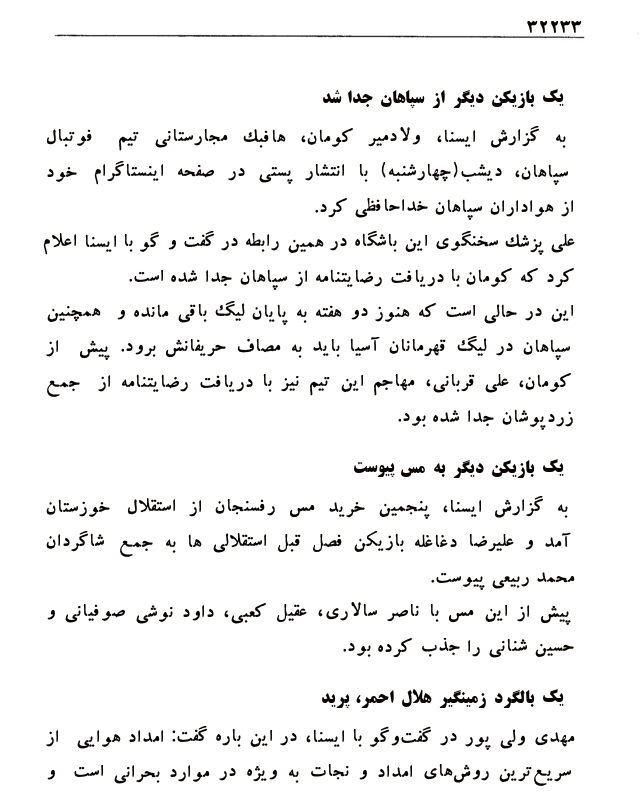 ۳۲۲۳۳
یک بازیکن دیگر از سپاهان جدا شد
به گزارش ایسنا، ولادمیر کومان، هافبک مجارستانی تیم فوتبال
سپاهان، دیشب(چهارشنبه) با انتشار پستی در صفحه اینستاگرام خود
از هواداران سپاهان خداحافظی کرد.
علی پزشک سخنگوی این باشگاه در همین رابطه در گفت و گو با ایسنا اعلام
کرد که کومان با دریافت رضایتنامه از سپاهان جدا شده است.
این در حالی است که هنوز دو هفته به پایان لیگ باقی مانده و همچنین
سپاهان در لیگ قهرمانان آسیا باید به مصاف حریفانش برود. پیش از
کومان، علی قربانی، مهاجم این تیم نیز با دریافت رضایتنامه از جمع
زردپوشان جدا شده بود.
یک بازیکن دیگر به مس پیوست
به گزارش ایسنا، پنجمین خرید مس رفسنجان از استقلال خوزستان
آمد و علیرضا دغاغله بازیکن فصل قبل استقلالی ها به جمع شاگردان
محمد ربیعی پیوست.
پیش از این مس با ناصر سالاری، عقیل کعبی، داود نوشی صوفیانی و
حسین شنانی را جذب کرده بود.
یک بالگرد زمینگیر هلال احمر، پرید
مهدی ولی پور در گفت‌وگو با ایسنا، در این باره گفت: امداد هوایی از
سریع‌ترین روش‌های امداد و نجات به ویژه در موارد بحرانی است و